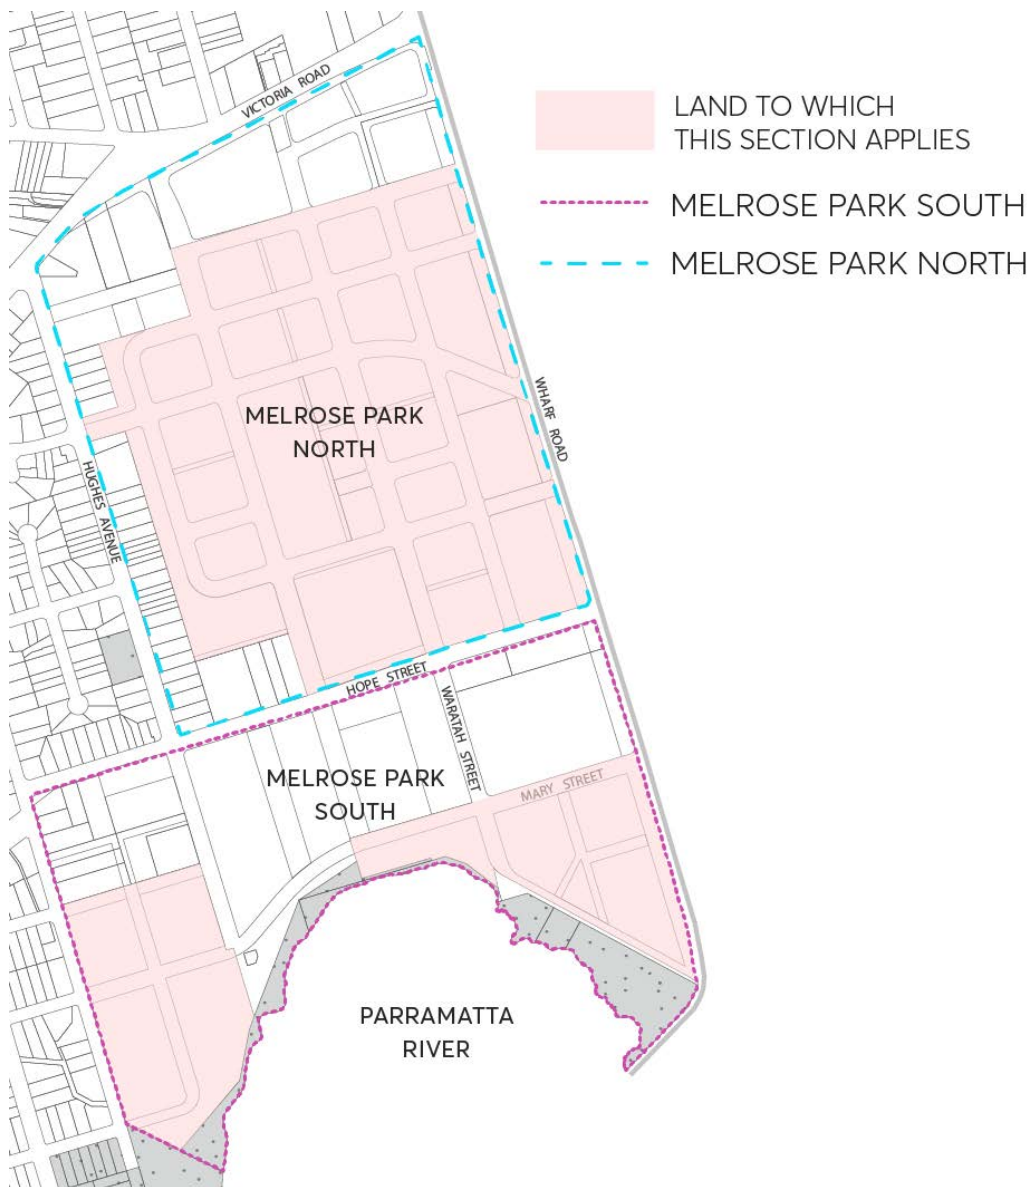 VICTORIA ROAD
LAND TO WHICH
THIS SECTION APPLIES
MELROSE PARK SOUTH
MELROSE PARK NORTH
WHARF ROAD
MELROSE PARK
NORTH
HUGHES AVENUE
HOPE STREET
WARATAH STREET
MELROSE PARK
SOUTH
MARY STREET
PARRAMATTA
RIVER